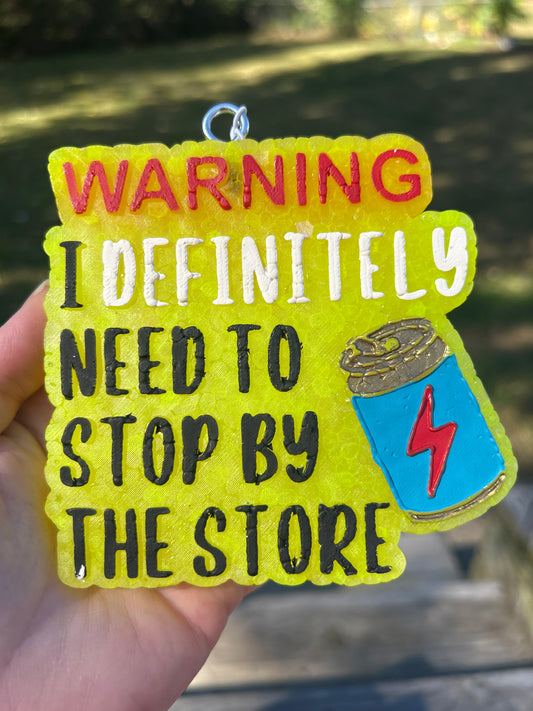 WARNING
I DEFINITELY
NEED TO
STOP BY
THE STORE